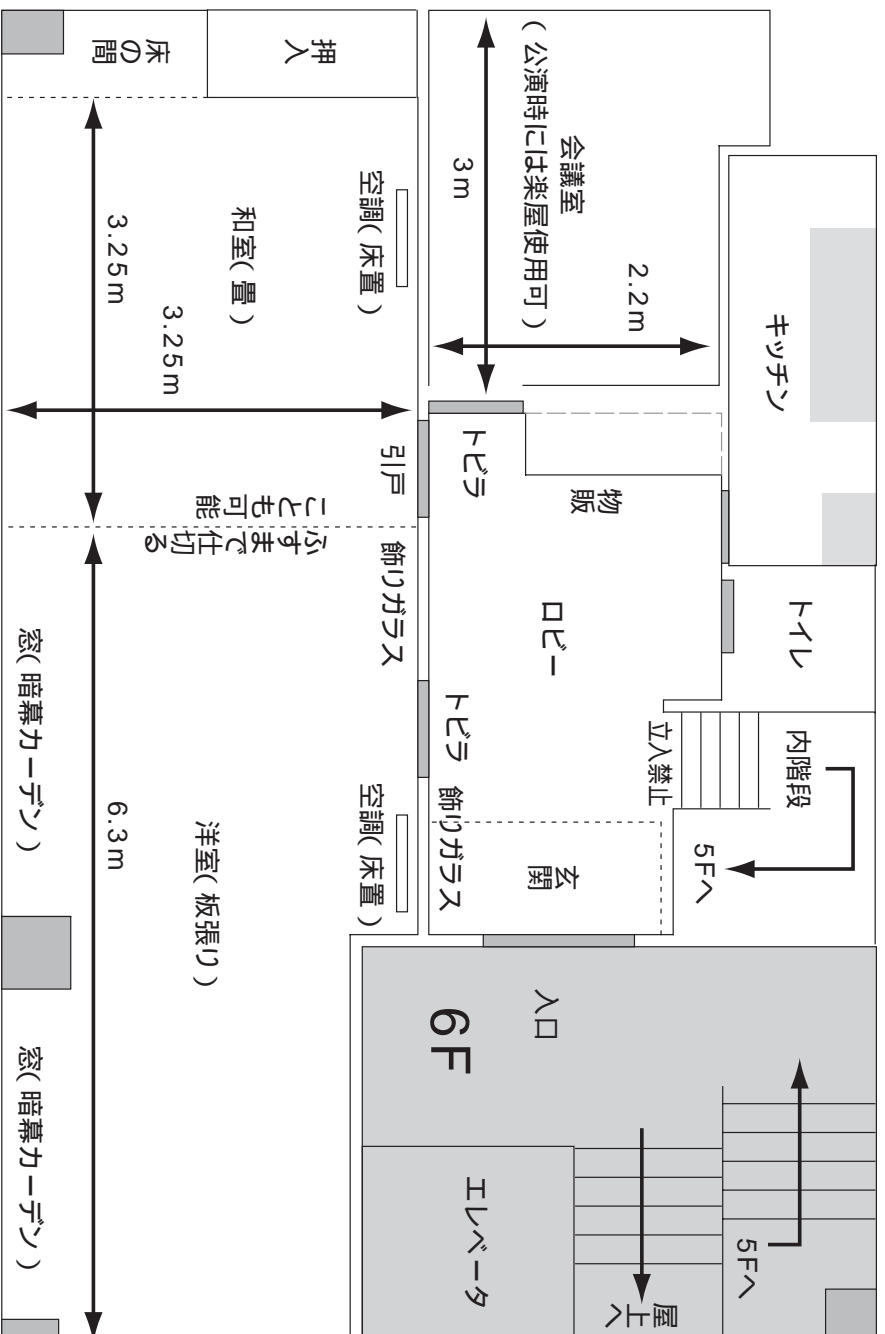 床の間
押入
空調(床置)
和室(畳)
3.25m
3.25m
会議室
(公演時には楽屋使用可)
3m
2.2m
キッチン
引戸
トビラ
物販
ふすまで仕切る
ことも可能
飾りガラス
ロビー
トイレ
トビラ
立入禁止
内階段
5Fへ
飾りガラス
玄関
空調(床置)
窓(暗幕カーデン)
6.3m
洋室(板張り)
入口
6F
エレベータ
屋上へ
5Fへ
窓(暗幕カーデン)